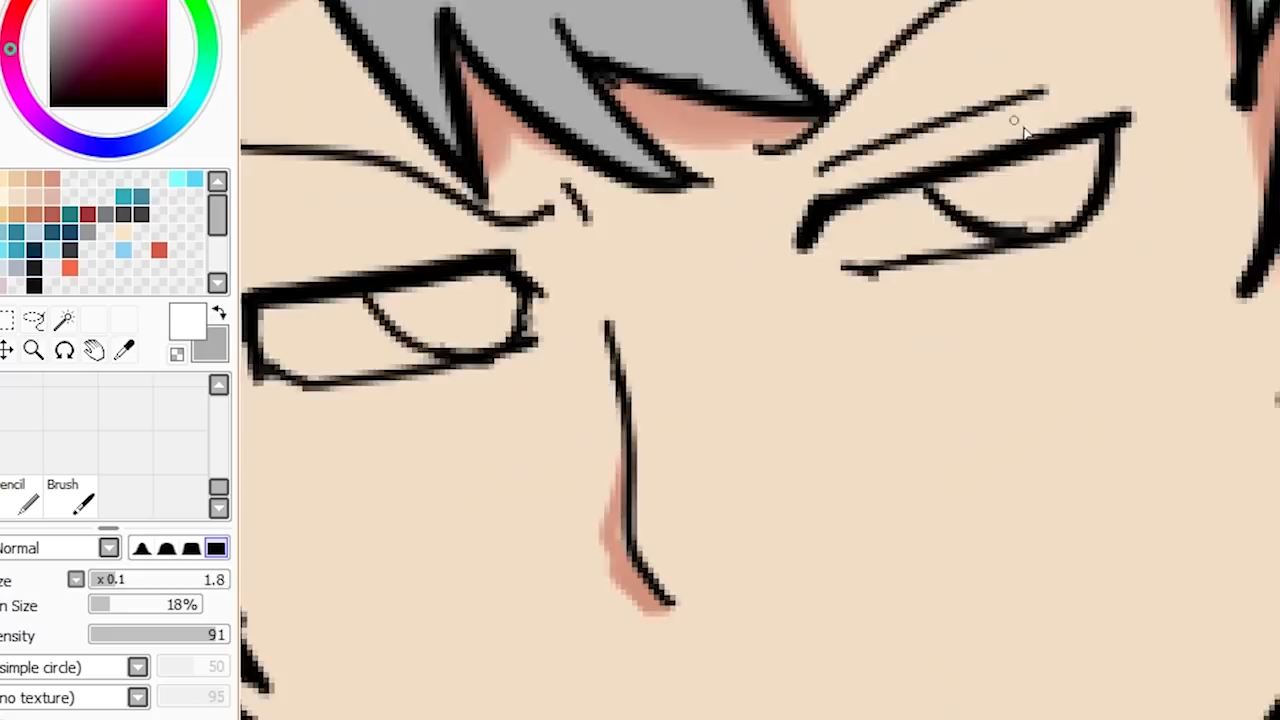 encil Brush
Normal
ze x 0.1 1.8
n Size 18%
ensity 91
simple circle) 50
no texture) 95